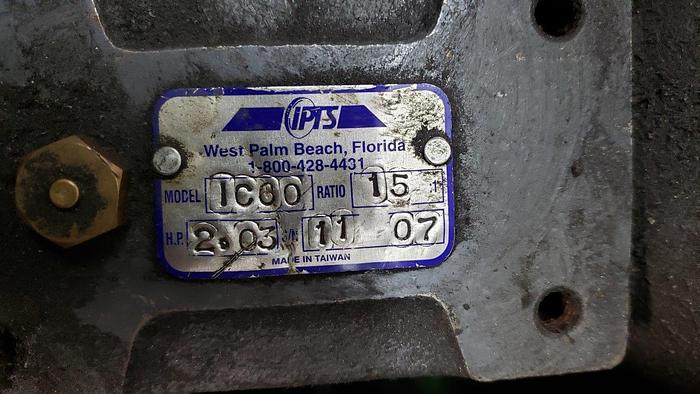 IPTS
West Palm Beach, Florida
1-800-428-4431
MODEL IC60 RATIO 15 :1
H.P. 2.03 S/N 11 07
MADE IN TAIWAN